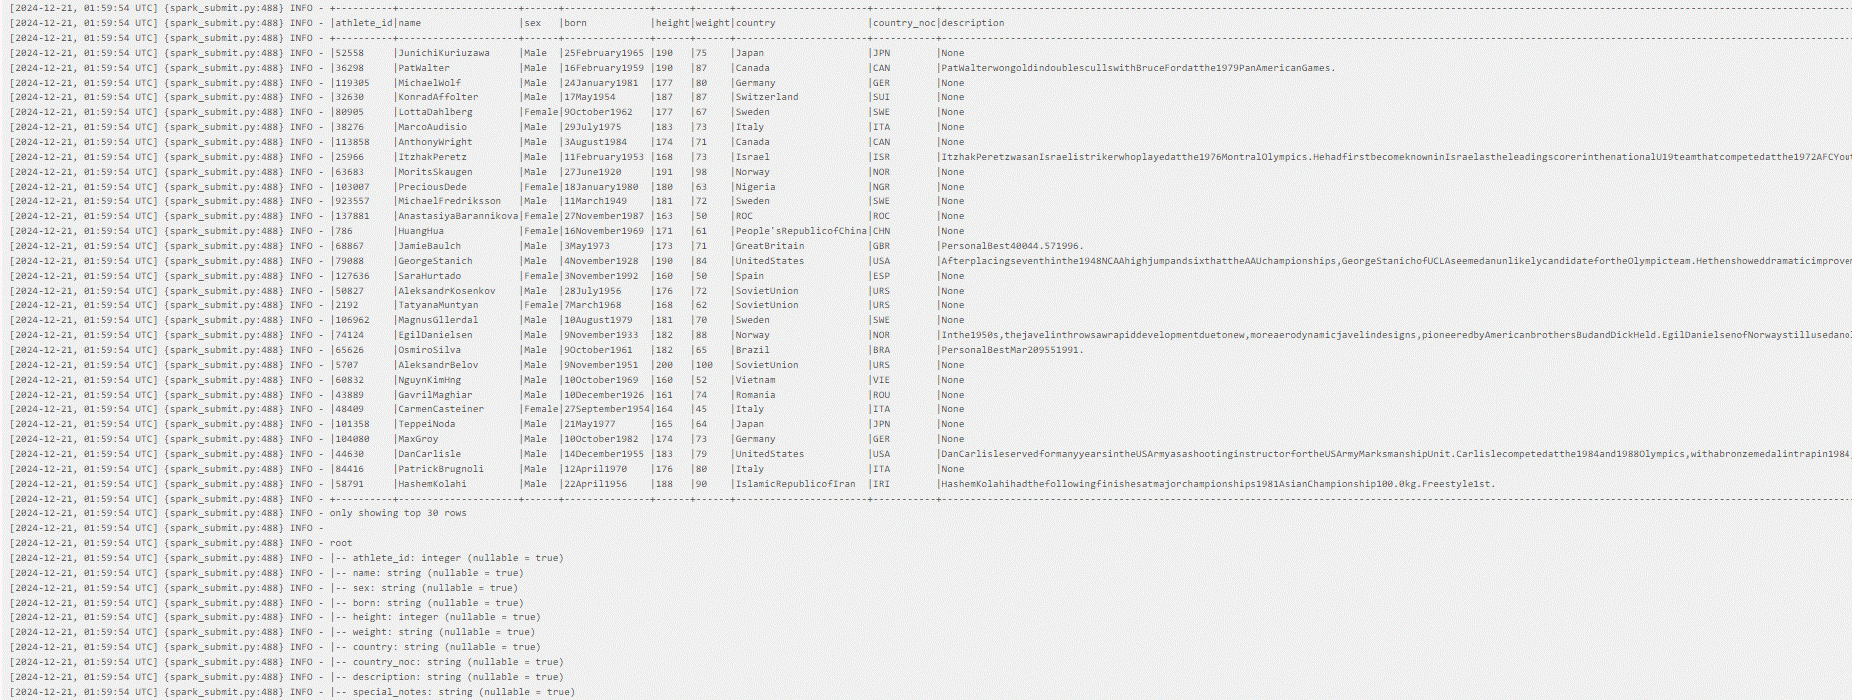 [2024-12-21, 01:59:54 UTC] {spark_submit.py:488} INFO - +----------+--------------------+------+---------------+------+------+-----------------------+-----------+----------
[2024-12-21, 01:59:54 UTC] {spark_submit.py:488} INFO - |athlete_id|name |sex |born |height|weight|country |country_noc|description
[2024-12-21, 01:59:54 UTC] {spark_submit.py:488} INFO - +----------+--------------------+------+---------------+------+------+-----------------------+-----------+----------
[2024-12-21, 01:59:54 UTC] {spark_submit.py:488} INFO - |52558 |JunichiKuriuzawa |Male |25February1965 |190 |75 |Japan |JPN |None
[2024-12-21, 01:59:54 UTC] {spark_submit.py:488} INFO - |36298 |PatWalter |Male |16February1959 |190 |87 |Canada |CAN |PatWalterwongoldindoublescullswithBruceFordatthe1979PanAmericanGames.
[2024-12-21, 01:59:54 UTC] {spark_submit.py:488} INFO - |119305 |MichaelWolf |Male |24January1981 |177 |80 |Germany |GER |None
[2024-12-21, 01:59:54 UTC] {spark_submit.py:488} INFO - |32630 |KonradAffolter |Male |17May1954 |187 |87 |Switzerland |SUI |None
[2024-12-21, 01:59:54 UTC] {spark_submit.py:488} INFO - |80905 |LottaDahlberg |Female|9October1962 |177 |67 |Sweden |SWE |None
[2024-12-21, 01:59:54 UTC] {spark_submit.py:488} INFO - |38276 |MarcoAudisio |Male |29July1975 |183 |73 |Italy |ITA |None
[2024-12-21, 01:59:54 UTC] {spark_submit.py:488} INFO - |113858 |AnthonyWright |Male |3August1984 |174 |71 |Canada |CAN |None
[2024-12-21, 01:59:54 UTC] {spark_submit.py:488} INFO - |25966 |ItzhakPeretz |Male |11February1953 |168 |73 |Israel |ISR |ItzhakPeretzwasanIsraelistrikerwhoplayedatthe1976MontralOlympics.HehadfirstbecomeknowninIsraelastheleadingscorerinthenationalU19teamthatcompetedatthe1972AFCYout
[2024-12-21, 01:59:54 UTC] {spark_submit.py:488} INFO - |63683 |MoritsSkaugen |Male |27June1920 |191 |98 |Norway |NOR |None
[2024-12-21, 01:59:54 UTC] {spark_submit.py:488} INFO - |103007 |PreciousDede |Female|18January1980 |180 |63 |Nigeria |NGR |None
[2024-12-21, 01:59:54 UTC] {spark_submit.py:488} INFO - |923557 |MichaelFredriksson |Male |11March1949 |181 |72 |Sweden |SWE |None
[2024-12-21, 01:59:54 UTC] {spark_submit.py:488} INFO - |137881 |AnastasiyaBarannikova|Female|27November1987 |163 |50 |ROC |ROC |None
[2024-12-21, 01:59:54 UTC] {spark_submit.py:488} INFO - |786 |HuangHua |Female|16November1969 |171 |61 |People'sRepublicofChina|CHN |None
[2024-12-21, 01:59:54 UTC] {spark_submit.py:488} INFO - |68867 |JamieBaulch |Male |3May1973 |173 |71 |GreatBritain |GBR |PersonalBest40044.571996.
[2024-12-21, 01:59:54 UTC] {spark_submit.py:488} INFO - |79088 |GeorgeStanich |Male |4November1928 |190 |84 |UnitedStates |USA |Afterplacingseventhinthe1948NCAAhighjumpandsixthattheAAUchampionships,GeorgeStanichofUCLAseemedanunlikelycandidatefortheOlympicteam.Hethenshoweddramaticimprovem
[2024-12-21, 01:59:54 UTC] {spark_submit.py:488} INFO - |127636 |SaraHurtado |Female|3November1992 |160 |50 |Spain |ESP |None
[2024-12-21, 01:59:54 UTC] {spark_submit.py:488} INFO - |50827 |AleksandrKosenkov |Male |28July1956 |176 |72 |SovietUnion |URS |None
[2024-12-21, 01:59:54 UTC] {spark_submit.py:488} INFO - |2192 |TatyanaMuntyan |Female|7March1968 |168 |62 |SovietUnion |URS |None
[2024-12-21, 01:59:54 UTC] {spark_submit.py:488} INFO - |106962 |MagnusGllerdal |Male |10August1979 |181 |70 |Sweden |SWE |None
[2024-12-21, 01:59:54 UTC] {spark_submit.py:488} INFO - |74124 |EgilDanielsen |Male |9November1933 |182 |88 |Norway |NOR |Inthe1950s,thejavelinthrowsawrapiddevelopmentduetonew,moreaerodynamicjavelindesigns,pioneeredbyAmericanbrothersBudandDickHeld.EgilDanielsenofNorwaystillusedanol
[2024-12-21, 01:59:54 UTC] {spark_submit.py:488} INFO - |65626 |OsmiroSilva |Male |9October1961 |182 |65 |Brazil |BRA |PersonalBestMar209551991.
[2024-12-21, 01:59:54 UTC] {spark_submit.py:488} INFO - |5707 |AleksandrBelov |Male |9November1951 |200 |100 |SovietUnion |URS |None
[2024-12-21, 01:59:54 UTC] {spark_submit.py:488} INFO - |60832 |NguynKimHng |Male |10October1969 |160 |52 |Vietnam |VIE |None
[2024-12-21, 01:59:54 UTC] {spark_submit.py:488} INFO - |43889 |GavrilMaghiar |Male |10December1926 |161 |74 |Romania |ROU |None
[2024-12-21, 01:59:54 UTC] {spark_submit.py:488} INFO - |48409 |CarmenCasteiner |Female|27September1954|164 |45 |Italy |ITA |None
[2024-12-21, 01:59:54 UTC] {spark_submit.py:488} INFO - |101358 |TeppeiNoda |Male |21May1977 |165 |64 |Japan |JPN |None
[2024-12-21, 01:59:54 UTC] {spark_submit.py:488} INFO - |104080 |MaxGroy |Male |10October1982 |174 |73 |Germany |GER |None
[2024-12-21, 01:59:54 UTC] {spark_submit.py:488} INFO - |44630 |DanCarlisle |Male |14December1955 |183 |79 |UnitedStates |USA |DanCarlisleservedformanyyearsintheUSArmyasashootinginstructorfortheUSArmyMarksmanshipUnit.Carlislecompetedatthe1984and1988Olympics,withabronzemedalintrapin1984,
[2024-12-21, 01:59:54 UTC] {spark_submit.py:488} INFO - |84416 |PatrickBrugnoli |Male |12April1970 |176 |80 |Italy |ITA |None
[2024-12-21, 01:59:54 UTC] {spark_submit.py:488} INFO - |58791 |HashemKolahi |Male |22April1956 |188 |90 |IslamicRepublicofIran |IRI |HashemKolahihadthefollowingfinishesatmajorchampionships1981AsianChampionship100.0kg.Freestyle1st.
[2024-12-21, 01:59:54 UTC] {spark_submit.py:488} INFO - +----------+--------------------+------+---------------+------+------+-----------------------+-----------+----------
[2024-12-21, 01:59:54 UTC] {spark_submit.py:488} INFO - only showing top 30 rows
[2024-12-21, 01:59:54 UTC] {spark_submit.py:488} INFO -
[2024-12-21, 01:59:54 UTC] {spark_submit.py:488} INFO - root
[2024-12-21, 01:59:54 UTC] {spark_submit.py:488} INFO - |-- athlete_id: integer (nullable = true)
[2024-12-21, 01:59:54 UTC] {spark_submit.py:488} INFO - |-- name: string (nullable = true)
[2024-12-21, 01:59:54 UTC] {spark_submit.py:488} INFO - |-- sex: string (nullable = true)
[2024-12-21, 01:59:54 UTC] {spark_submit.py:488} INFO - |-- born: string (nullable = true)
[2024-12-21, 01:59:54 UTC] {spark_submit.py:488} INFO - |-- height: integer (nullable = true)
[2024-12-21, 01:59:54 UTC] {spark_submit.py:488} INFO - |-- weight: string (nullable = true)
[2024-12-21, 01:59:54 UTC] {spark_submit.py:488} INFO - |-- country: string (nullable = true)
[2024-12-21, 01:59:54 UTC] {spark_submit.py:488} INFO - |-- country_noc: string (nullable = true)
[2024-12-21, 01:59:54 UTC] {spark_submit.py:488} INFO - |-- description: string (nullable = true)
[2024-12-21, 01:59:54 UTC] {spark_submit.py:488} INFO - |-- special_notes: string (nullable = true)